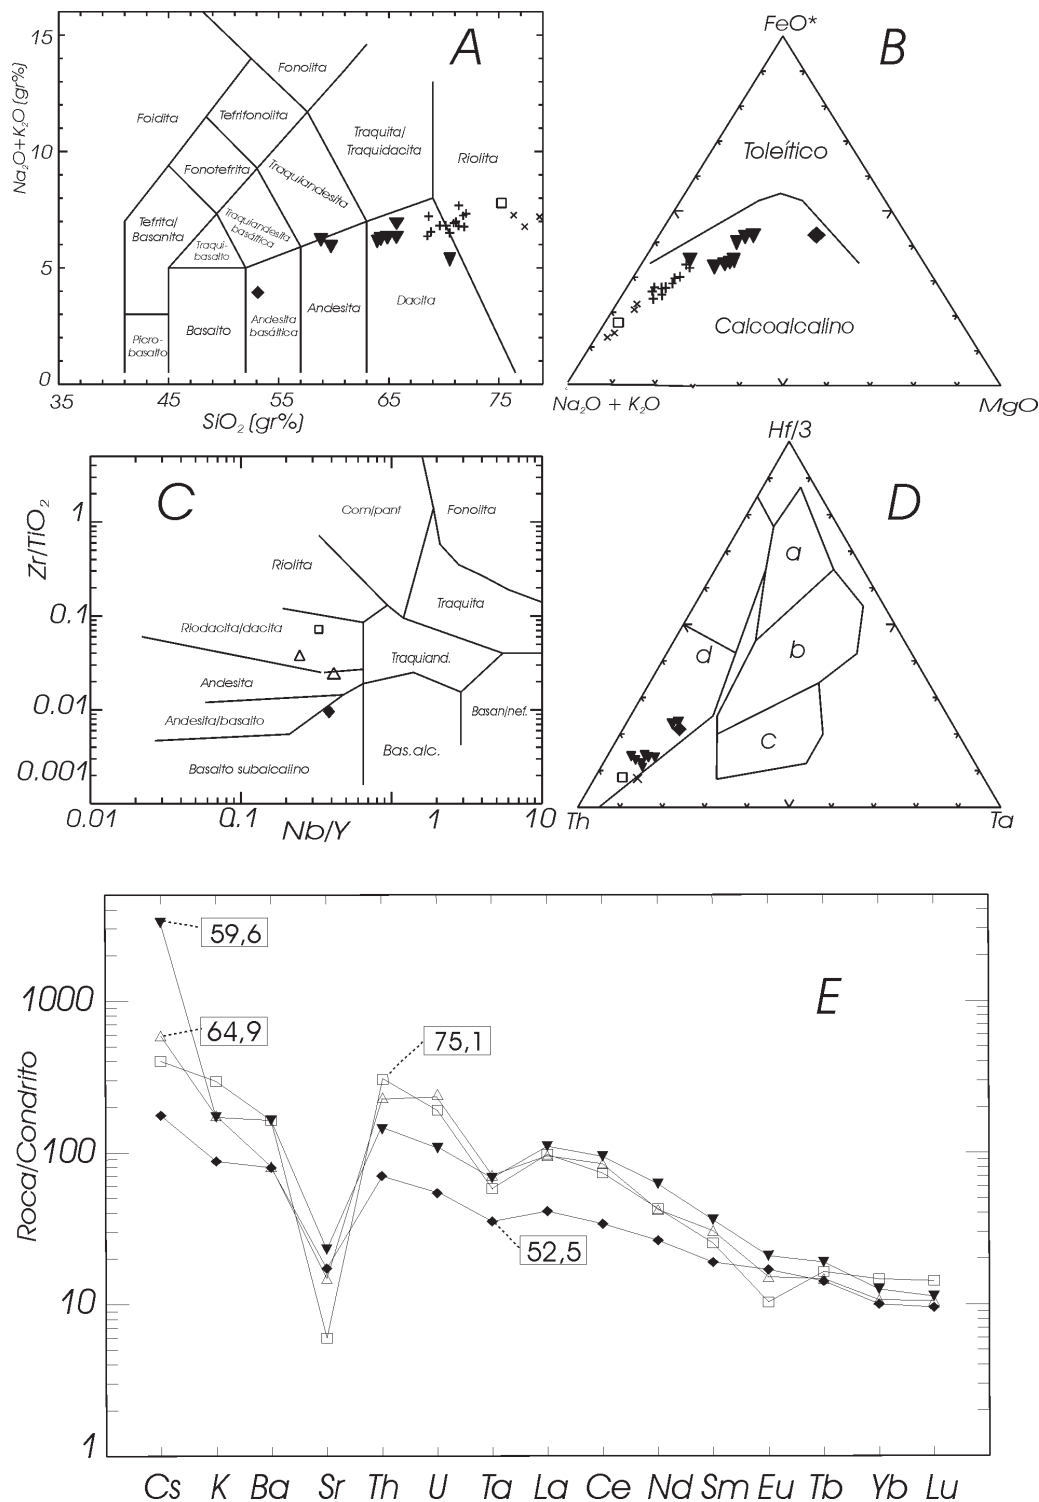 A
Na₂O+K₂O (gr%)
15
10
5
0
Foidita
Fonolita
Tefrifonolita
Fonotefrita
Tefrita/
Basanita
Traqui-
basalto
Traquiandesita
basáltica
Traquiandesita
Traquita/
Traquidacita
Riolita
Picro-
basalto
Basalto
Andesita
basáltica
Andesita
Dacita
35
45
55
65
75
SiO₂ (gr%)
B
FeO*
Toleítico
Calcoalcalino
Na₂O + K₂O
MgO
C
Zr/TiO₂
1
0.1
0.01
0.001
Com/pant
Fonolita
Riolita
Traquita
Riodacita/dacita
Traquiand.
Andesita
Andesita/basalto
Basan/nef.
Bas.alc.
Basalto subalcalino
0.01
0.1
1
10
Nb/Y
D
Hf/3
a
b
c
d
Th
Ta
E
Roca/Condrito
1000
100
10
1
59,6
64,9
75,1
52,5
Cs K Ba Sr Th U Ta La Ce Nd Sm Eu Tb Yb Lu